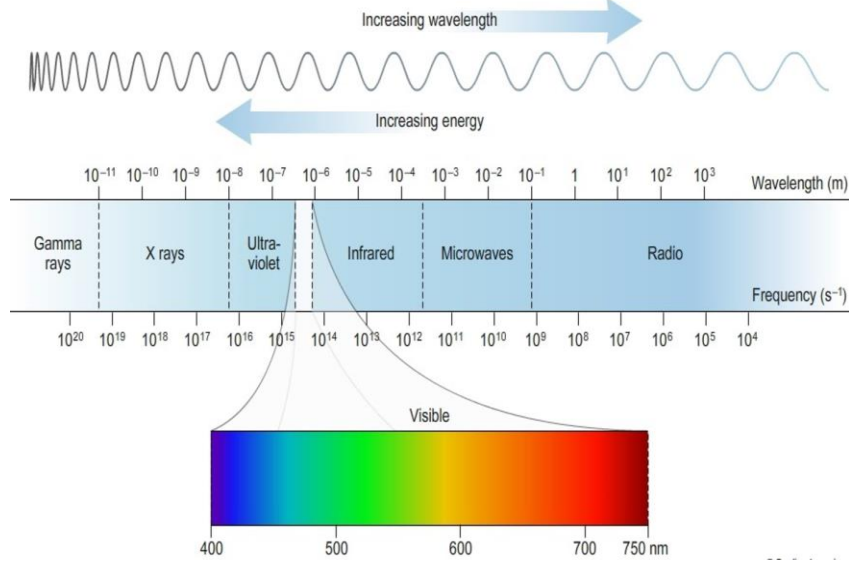 Increasing wavelength
Increasing energy
10⁻¹¹ 10⁻¹⁰ 10⁻⁹ 10⁻⁸ 10⁻⁷ 10⁻⁶ 10⁻⁵ 10⁻⁴ 10⁻³ 10⁻² 10⁻¹ 1 10¹ 10² 10³ Wavelength (m)
Gamma
rays
X rays
Ultra-
violet
Infrared
Microwaves
Radio
Frequency (s⁻¹)
10²⁰ 10¹⁹ 10¹⁸ 10¹⁷ 10¹⁶ 10¹⁵ 10¹⁴ 10¹³ 10¹² 10¹¹ 10¹⁰ 10⁹ 10⁸ 10⁷ 10⁶ 10⁵ 10⁴
Visible
400 500 600 700 750 nm